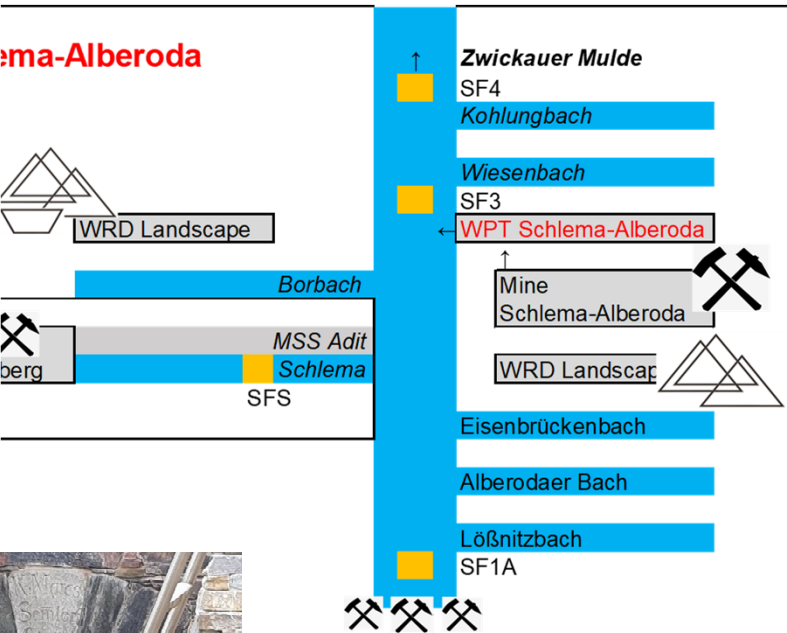 ema-Alberoda
↑ Zwickauer Mulde
SF4
Kohlungbach
Wiesenbach
SF3
WRD Landscape
← WPT Schlema-Alberoda
↑
Borbach
Mine
Schlema-Alberoda
MSS Adit
berg
Schlema
WRD Landscap
SFS
Eisenbrückenbach
Alberodaer Bach
Lößnitzbach
SF1A